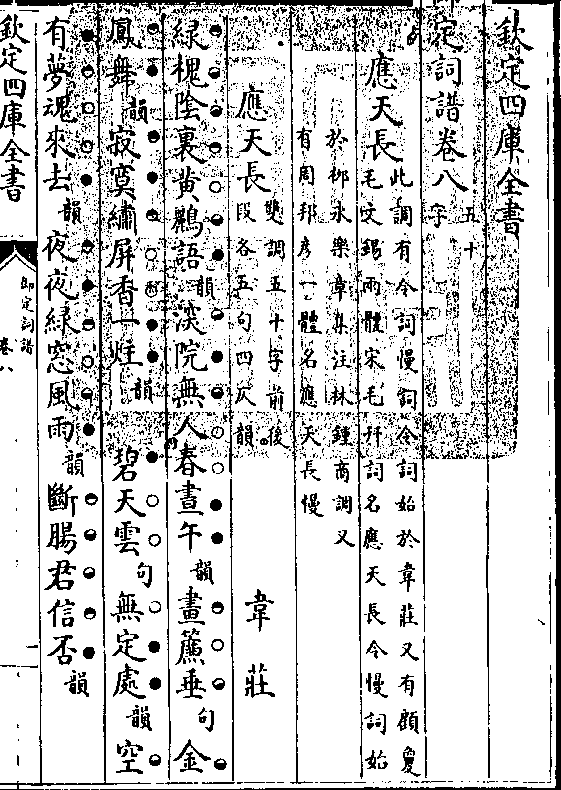 欽定四庫全書
定詞譜卷八
五十
字
應天長
此調有令詞慢詞令詞始於韋莊又有顧敻
毛文錫兩體宋毛幵詞名應天長令慢詞始
於栁永樂章集注林鍾商調又
有周邦彥一體名應天長慢
應天長
雙調五十字前後
段各五句四仄韻
韋莊
綠槐陰裏黄鸝語韻深院無人春晝午韻畫簾垂句金
鳳舞韻寂寞繡屏香一炷韻 碧天雲句無定處韻空
有夢魂來去韻夜夜綠窓風雨韻斷腸君信否韻
欽定四庫全書
御定詞譜
卷八
一